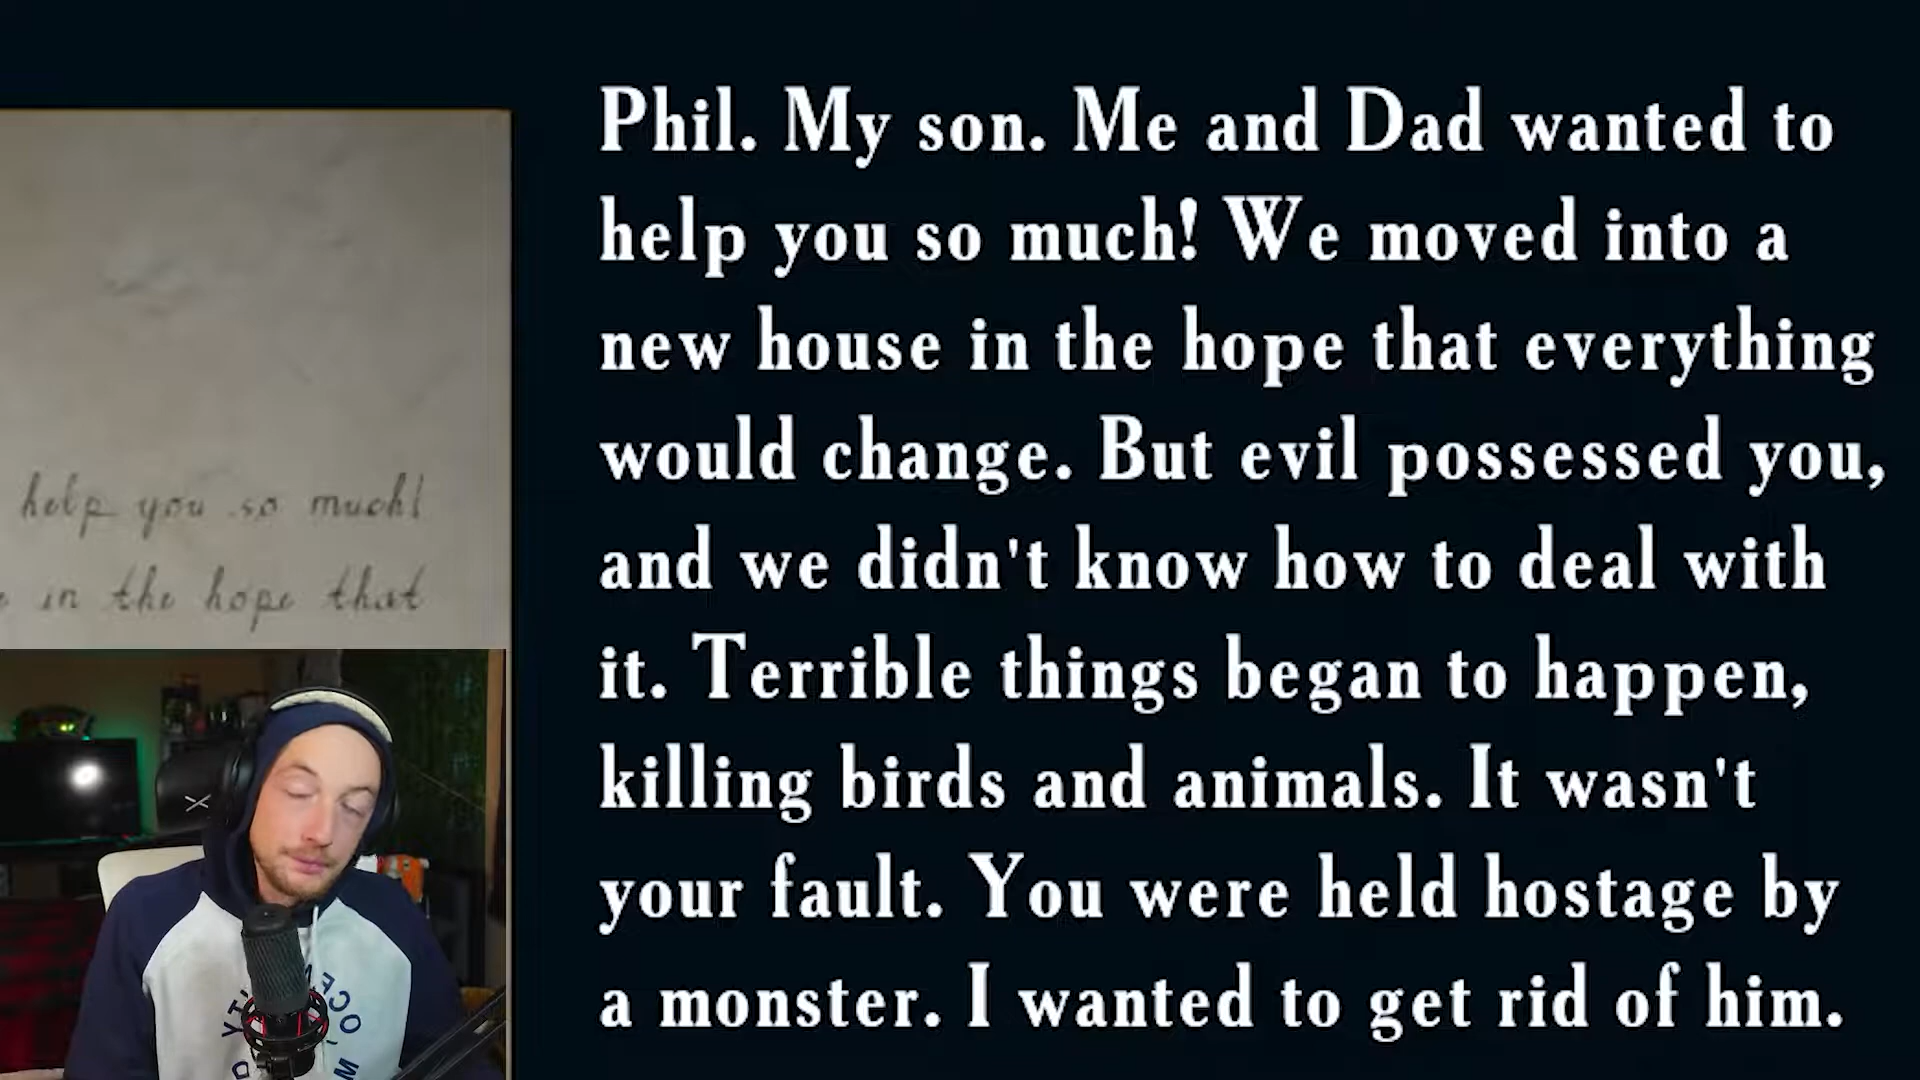 Phil. My son. Me and Dad wanted to
help you so much! We moved into a
new house in the hope that everything
would change. But evil possessed you,
and we didn't know how to deal with
it. Terrible things began to happen,
killing birds and animals. It wasn't
your fault. You were held hostage by
a monster. I wanted to get rid of him.
help you so much!
in the hope that